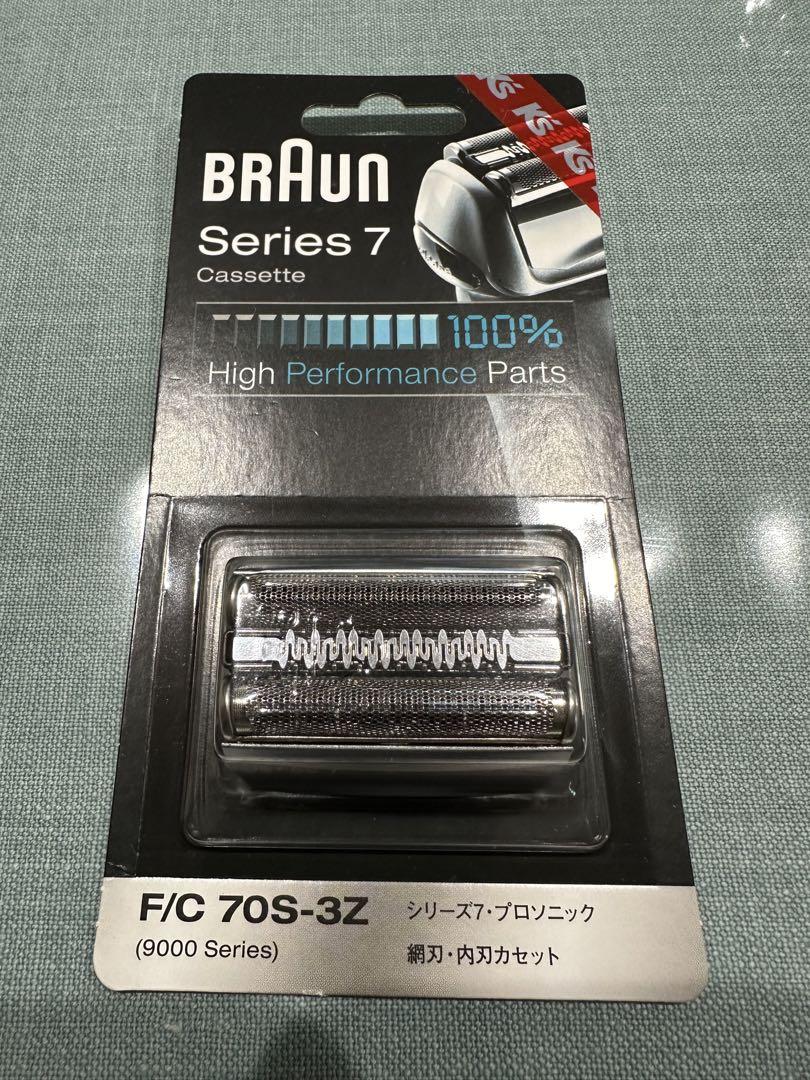 K's K's K's K's
BRAUN
Series 7
Cassette
100%
High Performance Parts
F/C 70S-3Z
シリーズ7・プロソニック
(9000 Series)
網刃・内刃カセット